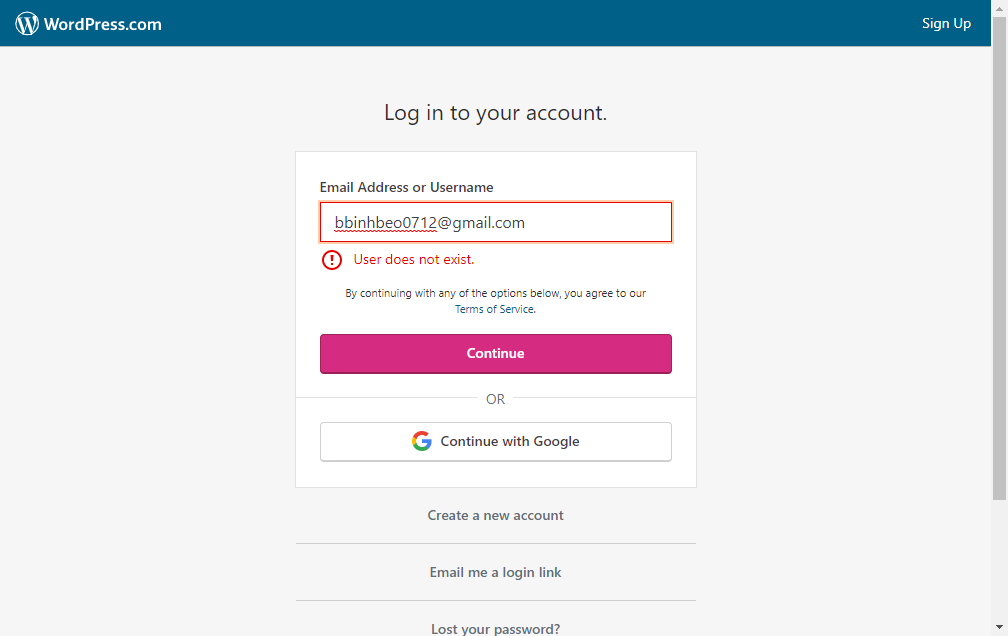 WordPress.com
Sign Up
Log in to your account.
Email Address or Username
bbinhbeo0712@gmail.com
User does not exist.
By continuing with any of the options below, you agree to our
Terms of Service.
Continue
OR
Continue with Google
Create a new account
Email me a login link
Lost your password?